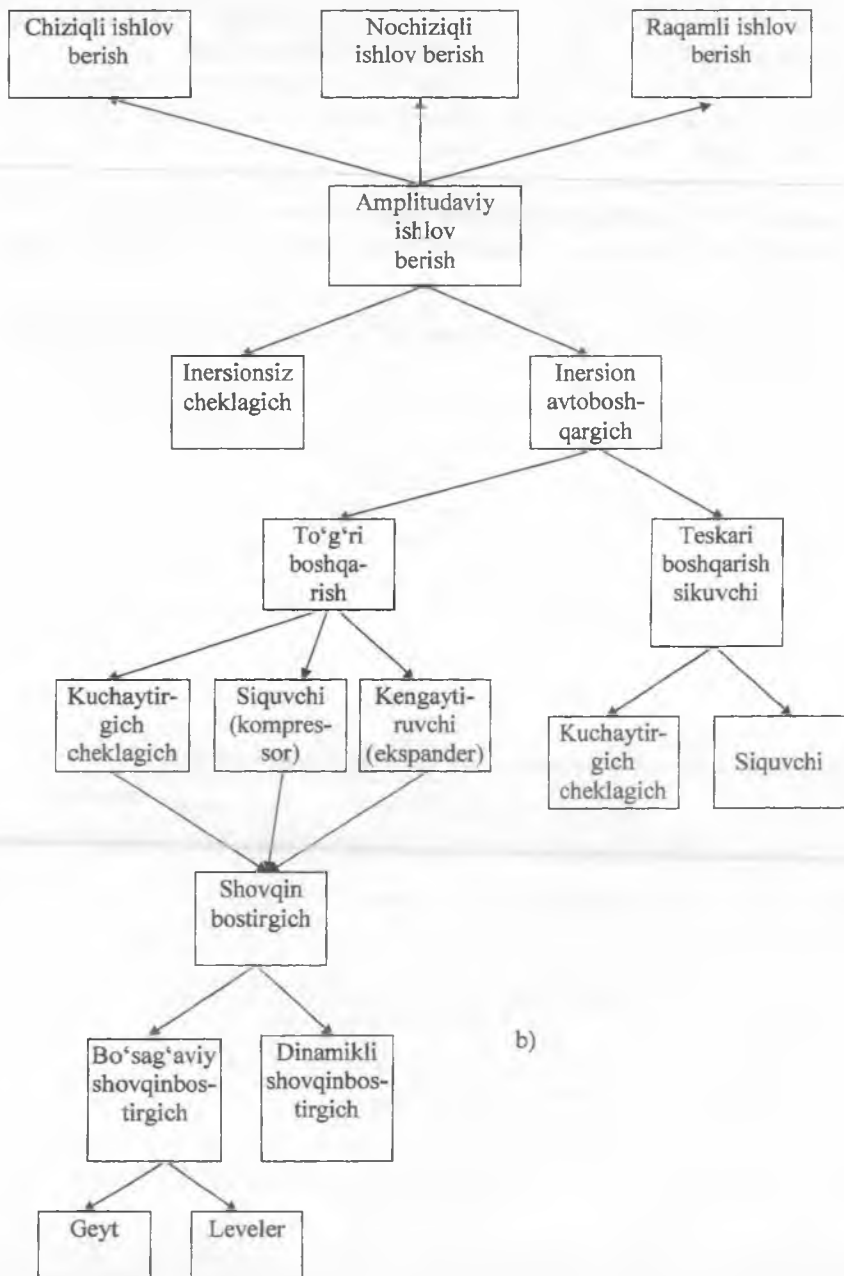 Chiziqli ishlov
berish
Nochiziqli
ishlov berish
Raqamli ishlov
berish
Amplitudaviy
ishlov
berish
Inersionsiz
cheklagich
Inersion
avtobosh-
qargich
To‘g‘ri
boshqa-
rish
Teskari
boshqarish
sikuvchi
Kuchaytir-
gich
cheklagich
Siquvchi
(kompres-
sor)
Kengayti-
ruvchi
(ekspander)
Kuchaytir-
gich
cheklagich
Siquvchi
Shovqin
bostirgich
Bo‘sag‘aviy
shovqinbos-
tirgich
Dinamikli
shovqinbos-
tirgich
b)
Geyt
Leveler